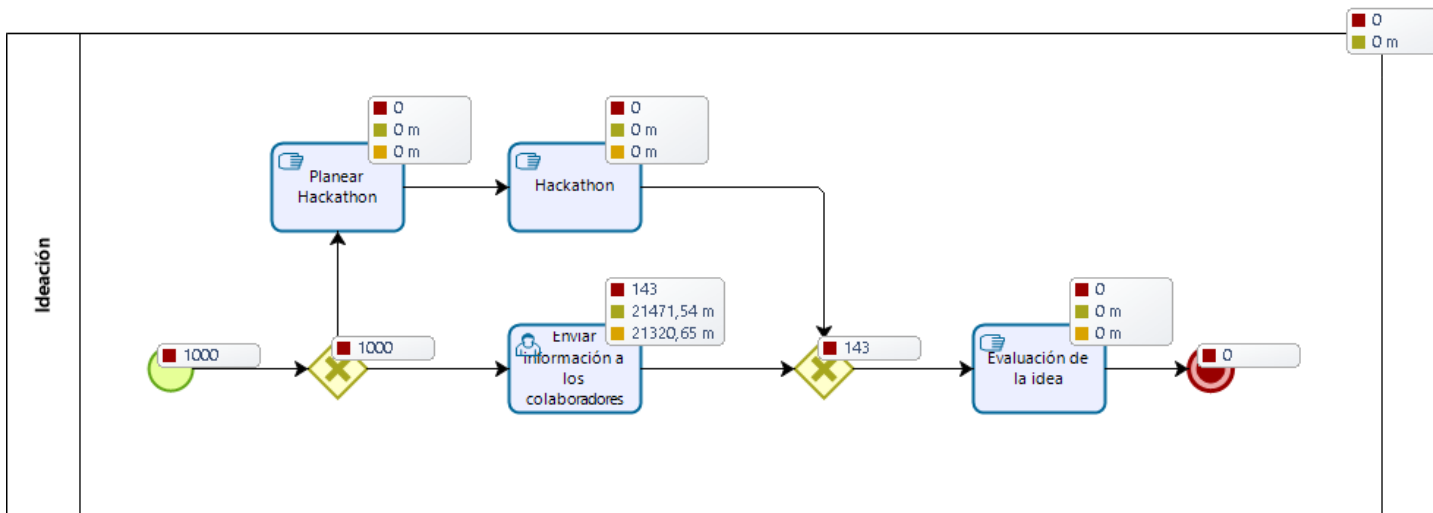 0
0 m
Ideación
0
0 m
0 m
Planear
Hackathon
0
0 m
0 m
Hackathon
1000
1000
143
21471,54 m
21320,65 m
Enviar
información a
los
colaboradores
143
0
0 m
0 m
Evaluación de
la idea
0